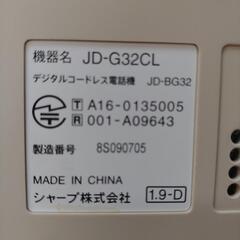 機器名 JD-G32CL
デジタルコードレス電話機 JD-BG32
T A16-0135005
R 001-A09643
製造番号 8S090705
MADE IN CHINA
シャープ株式会社 1.9-D